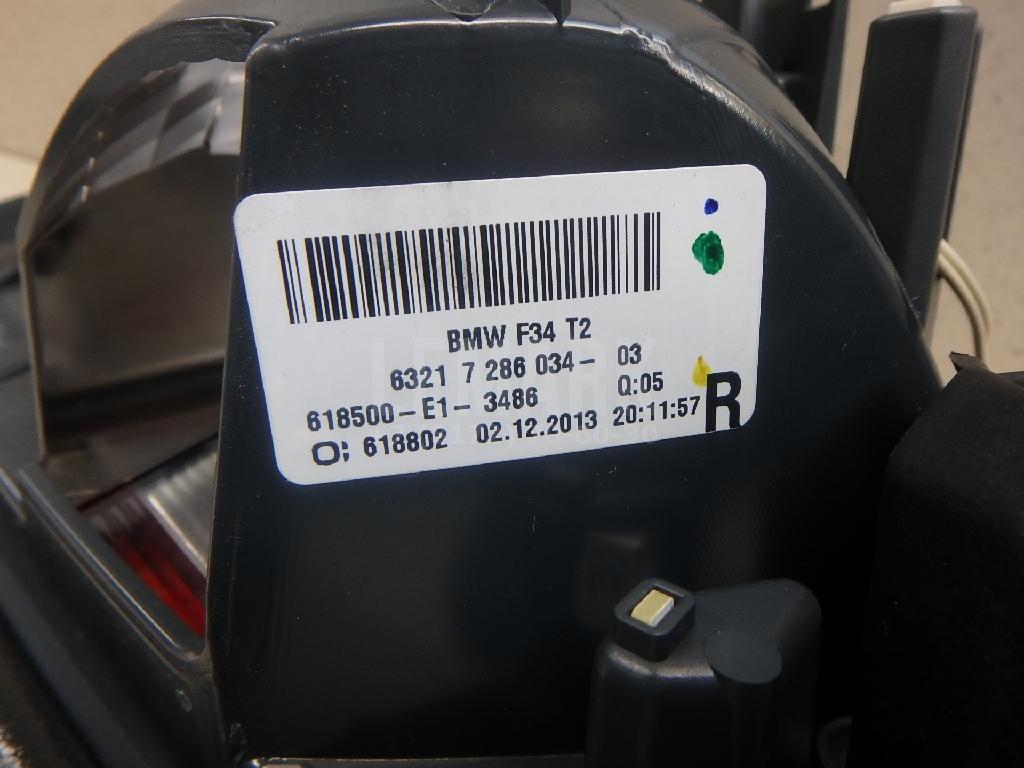 BMW F34 T2
6321 7 286 034- 03
618500-E1- 3486 Q:05
O; 618802 02.12.2013 20:11:57 R